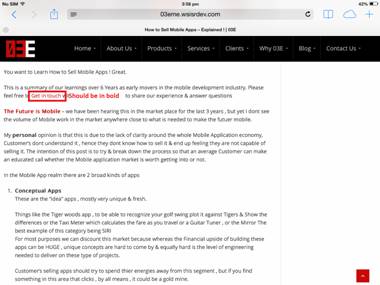 No SIM
3:08 pm
42%
03eme.wsisrdev.com
How to Sell Mobile Apps – Explained ! | 03E
03E
Home
About Us
Products
Services
Clients
Why 03E
Blog
Contact Us
You want to Learn How to Sell Mobile Apps ! Great.
This is a summary of our learnings over 6 Years as early movers in the mobile development industry. Please
feel free to Get in touch Should be in bold to share our experience & answer questions
The Future is Mobile – we have been hearing this in the market place for the last 3 years , but yet I dont see
the volume of Mobile work in the market anywhere close to what is needed to make the future mobile.
My personal opinion is that this is due to the lack of clarity around the whole Mobile Application economy,
Customer's dont understand it , hence they dont know how to sell it & end up feeling they are not capable of
selling it. The intention of this post is to try & break down the process so that an average Customer can make
an educated call whether the Mobile application market is worth getting into or not.
In the Mobile App realm there are 2 broad kinds of apps
1. Conceptual Apps
These are the "idea" apps , mostly very unique & fresh.
Things like the Tiger woods app , to be able to recognize your golf swing plot it against Tigers & Show the
differences or the Taxi Meter which calculates the fare as you travel or a Guitar Tuner , or the Mirror The
best example of this category being SIRI
For most purposes we can discount this market because whereas the Financial upside of building these
apps can be HUGE , unique concepts are hard to come by & equally hard is the level of engineering
needed to deliver on these type of projects.
Customer's selling apps should try to spend thier energies away from this segment , but if you find
something in this area that clicks , by all means , it could be a gold mine.